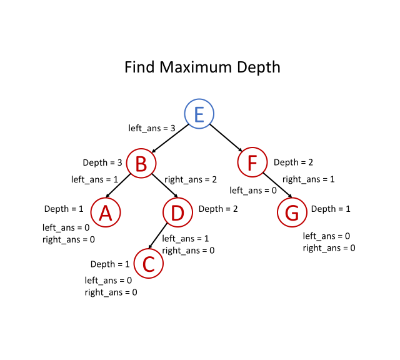 Find Maximum Depth
E
left_ans = 3
Depth = 3
B
F
Depth = 2
left_ans = 1
right_ans = 2
left_ans = 0
right_ans = 1
Depth = 1
A
D
Depth = 2
G
Depth = 1
left_ans = 0
right_ans = 0
left_ans = 1
right_ans = 0
left_ans = 0
right_ans = 0
Depth = 1
C
left_ans = 0
right_ans = 0